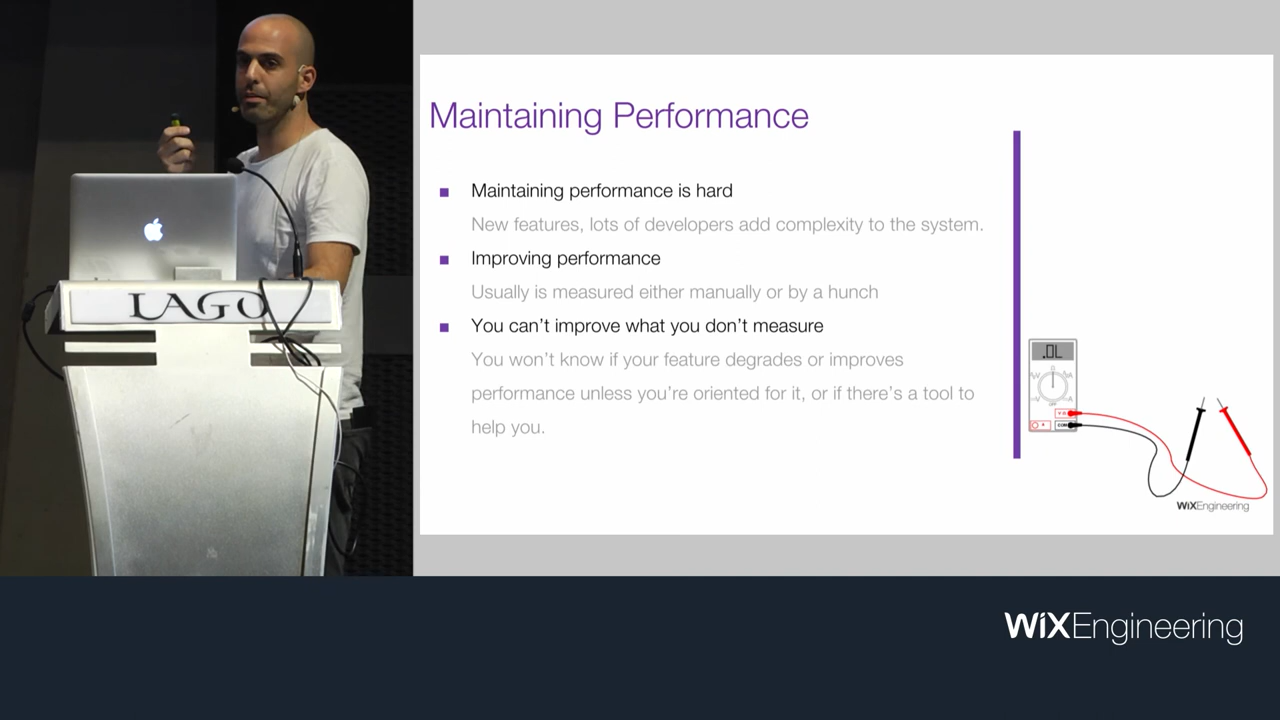 Maintaining Performance
Maintaining performance is hard
New features, lots of developers add complexity to the system.
Improving performance
Usually is measured either manually or by a hunch
You can't improve what you don't measure
You won't know if your feature degrades or improves
performance unless you're oriented for it, or if there's a tool to
help you.
LAGO
.0L
COM
WiXEngineering
WiXEngineering